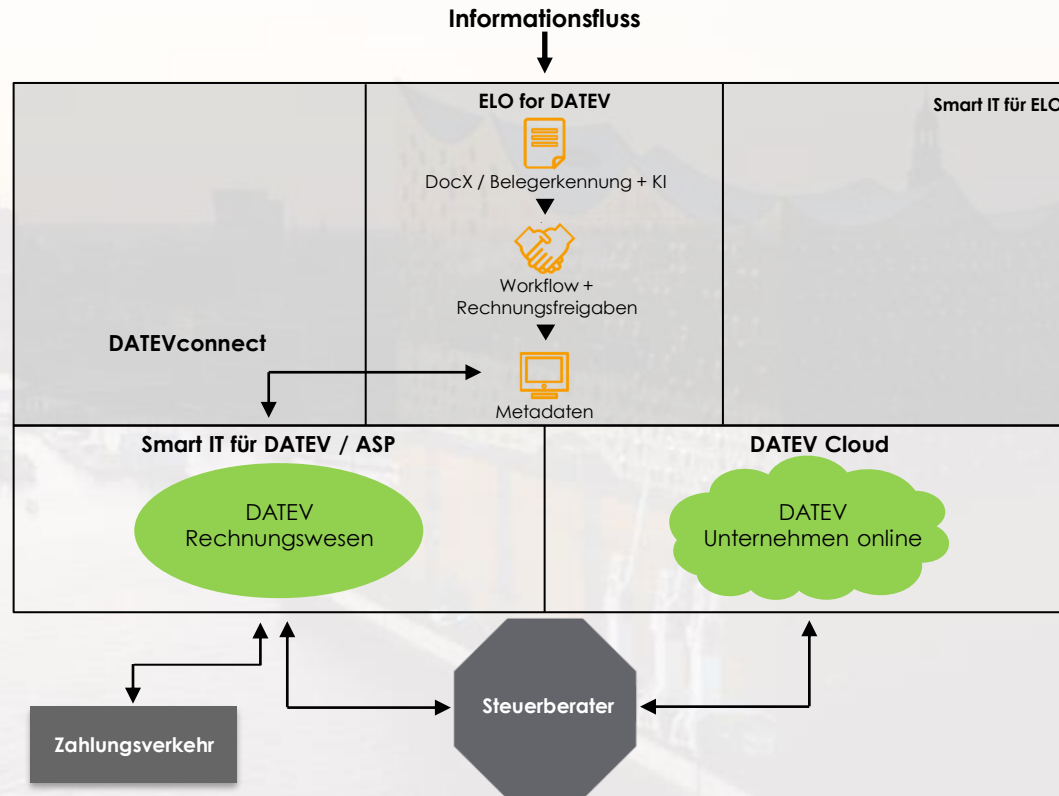 Informationsfluss
ELO for DATEV
Smart IT für ELO
DocX / Belegerkennung + KI
Workflow +
Rechnungsfreigaben
DATEVconnect
Metadaten
Smart IT für DATEV / ASP
DATEV Cloud
DATEV
Rechnungswesen
DATEV
Unternehmen online
Steuerberater
Zahlungsverkehr